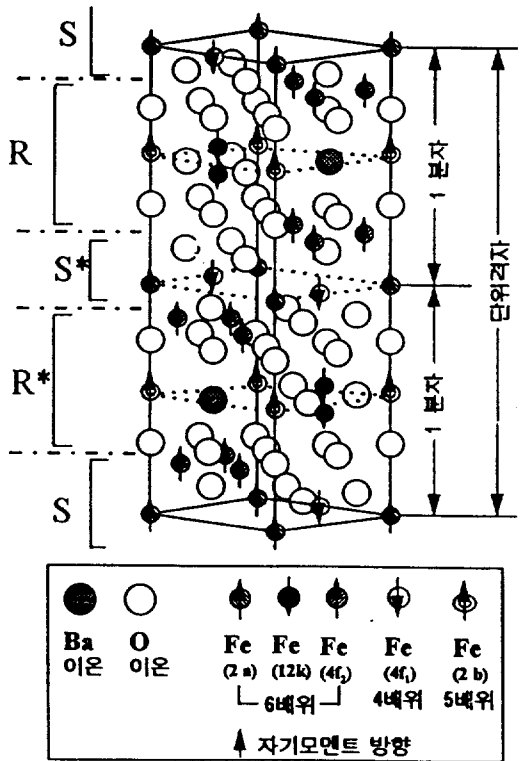 S
R
S*
R*
S
1 분자
1 분자
단위격자
Ba
이온
O
이온
Fe
(2 a)
Fe
(12k)
Fe
(4f₂)
Fe
(4f₁)
Fe
(2 b)
6배위
4배위
5배위
자기모멘트 방향